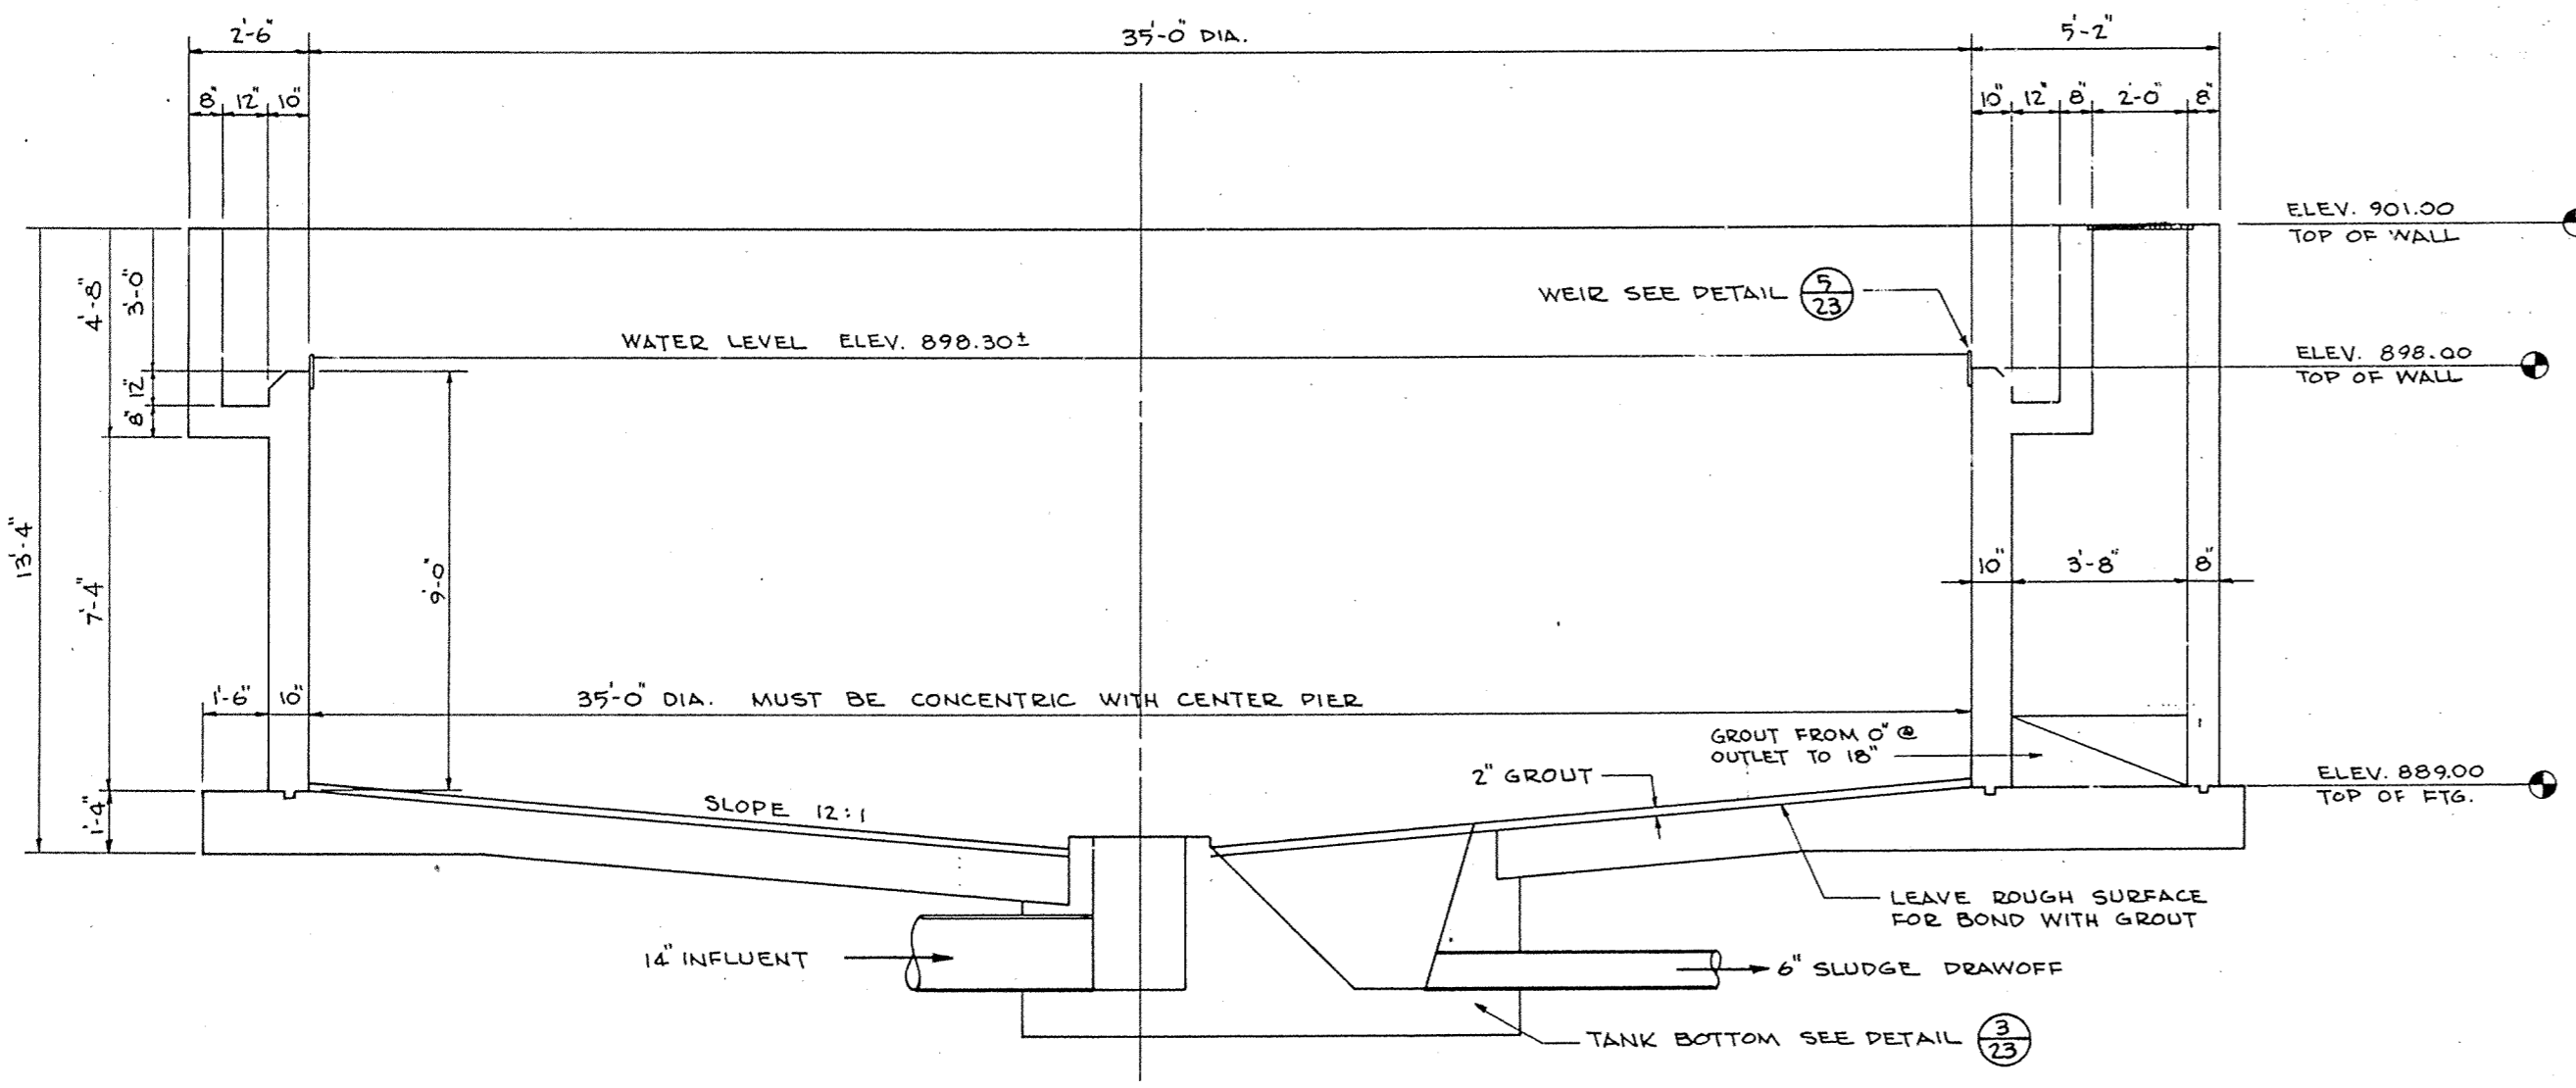 2'-6"
35'-0" DIA.
5'-2"
8"
12"
10"
10"
12"
8"
2'-0"
8"
ELEV. 901.00
TOP OF WALL
4'-8"
3'-0"
WEIR SEE DETAIL 5
23
WATER LEVEL ELEV. 898.30±
ELEV. 898.00
TOP OF WALL
12"
8"
13'-4"
7'-4"
9'-0"
10"
3'-8"
8"
1'-6"
10"
35'-0" DIA. MUST BE CONCENTRIC WITH CENTER PIER
GROUT FROM 0" @
OUTLET TO 18"
2" GROUT
ELEV. 889.00
TOP OF FTG.
1'-4"
SLOPE 12:1
LEAVE ROUGH SURFACE
FOR BOND WITH GROUT
14" INFLUENT
6" SLUDGE DRAWOFF
TANK BOTTOM SEE DETAIL 3
23